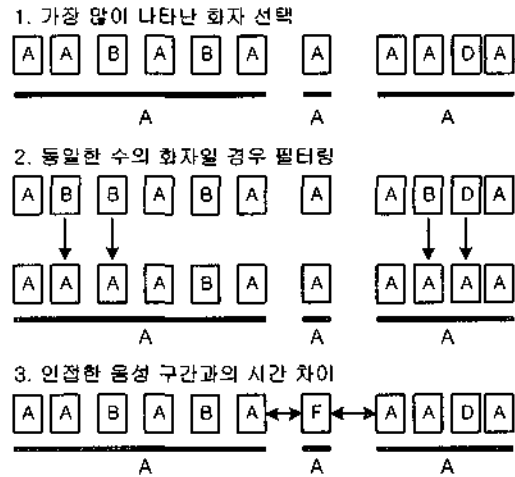 1. 가장 많이 나타난 화자 선택
A A B A B A A A A D A
A A A
2. 동일한 수의 화자일 경우 필터링
A B B A B A A A B D A
A A A A B A A A A A A
A A A
3. 인접한 음성 구간과의 시간 차이
A A B A B A F A A D A
A A A